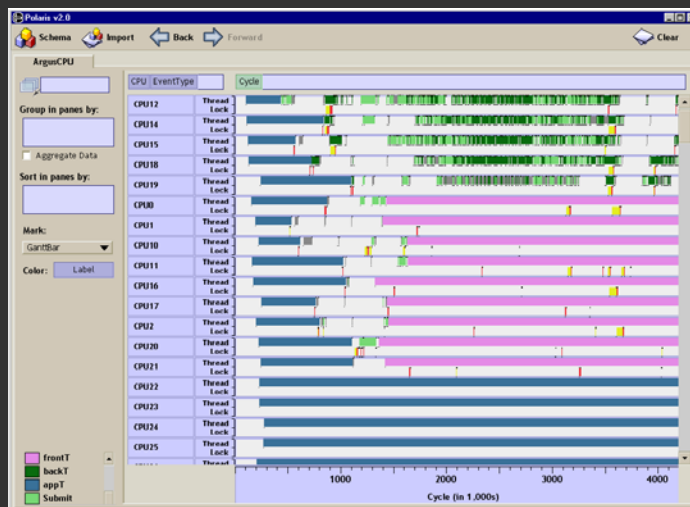 Polaris v2.0
Schema Import Back Forward Clear
ArgusCPU
CPU EventType Cycle
Group in panes by:
Aggregate Data
Sort in panes by:
Mark:
GanttBar
Color: Label
frontT
backT
appT
Submit
CPU12 Thread
Lock
CPU14 Thread
Lock
CPU15 Thread
Lock
CPU18 Thread
Lock
CPU19 Thread
Lock
CPU0 Thread
Lock
CPU1 Thread
Lock
CPU10 Thread
Lock
CPU11 Thread
Lock
CPU16 Thread
Lock
CPU17 Thread
Lock
CPU2 Thread
Lock
CPU20 Thread
Lock
CPU21 Thread
Lock
CPU22 Thread
Lock
CPU23 Thread
Lock
CPU24 Thread
Lock
CPU25 Thread
Lock
Thread
1000 2000 3000 4000
Cycle (in 1,000s)